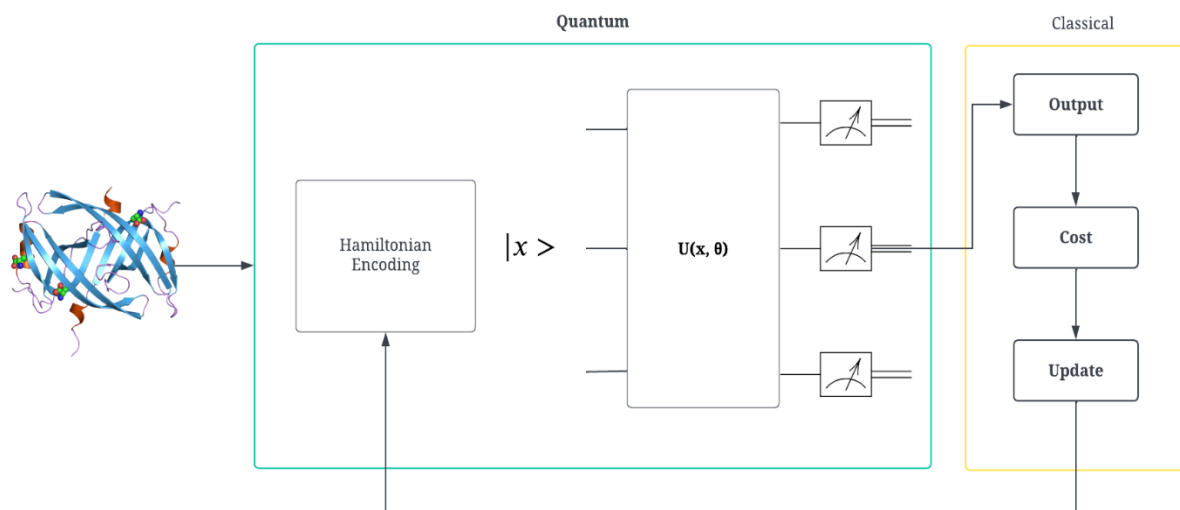 Quantum
Classical
Hamiltonian
Encoding
|x >
U(x, θ)
Output
Cost
Update